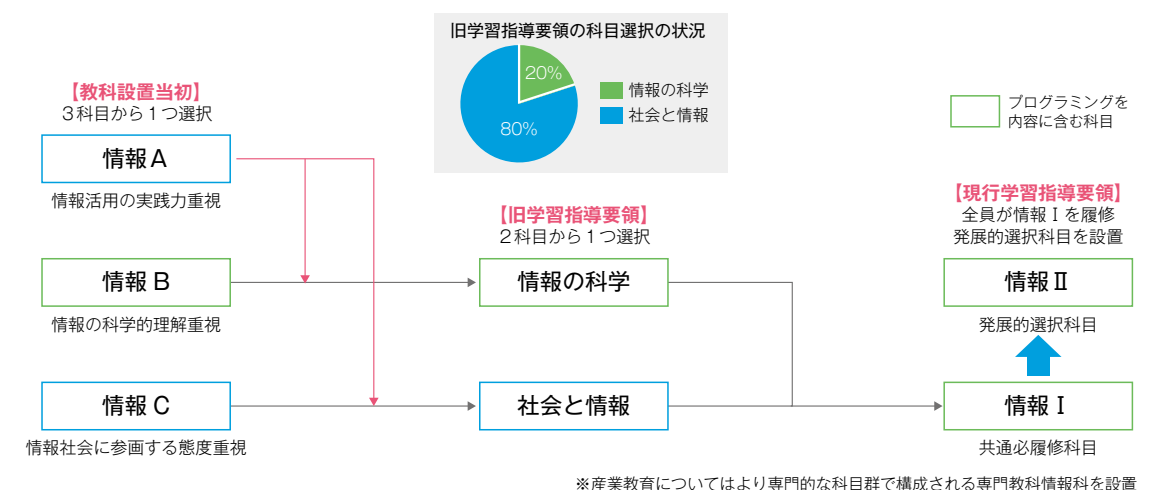 旧学習指導要領の科目選択の状況
20%
80%
情報の科学
社会と情報
プログラミングを
内容に含む科目
【教科設置当初】
3科目から1つ選択
情報A
情報活用の実践力重視
情報B
情報の科学的理解重視
情報C
情報社会に参画する態度重視
【旧学習指導要領】
2科目から1つ選択
情報の科学
社会と情報
【現行学習指導要領】
全員が情報Ⅰを履修
発展的選択科目を設置
情報Ⅱ
発展的選択科目
情報Ⅰ
共通必履修科目
※産業教育についてはより専門的な科目群で構成される専門教科情報科を設置